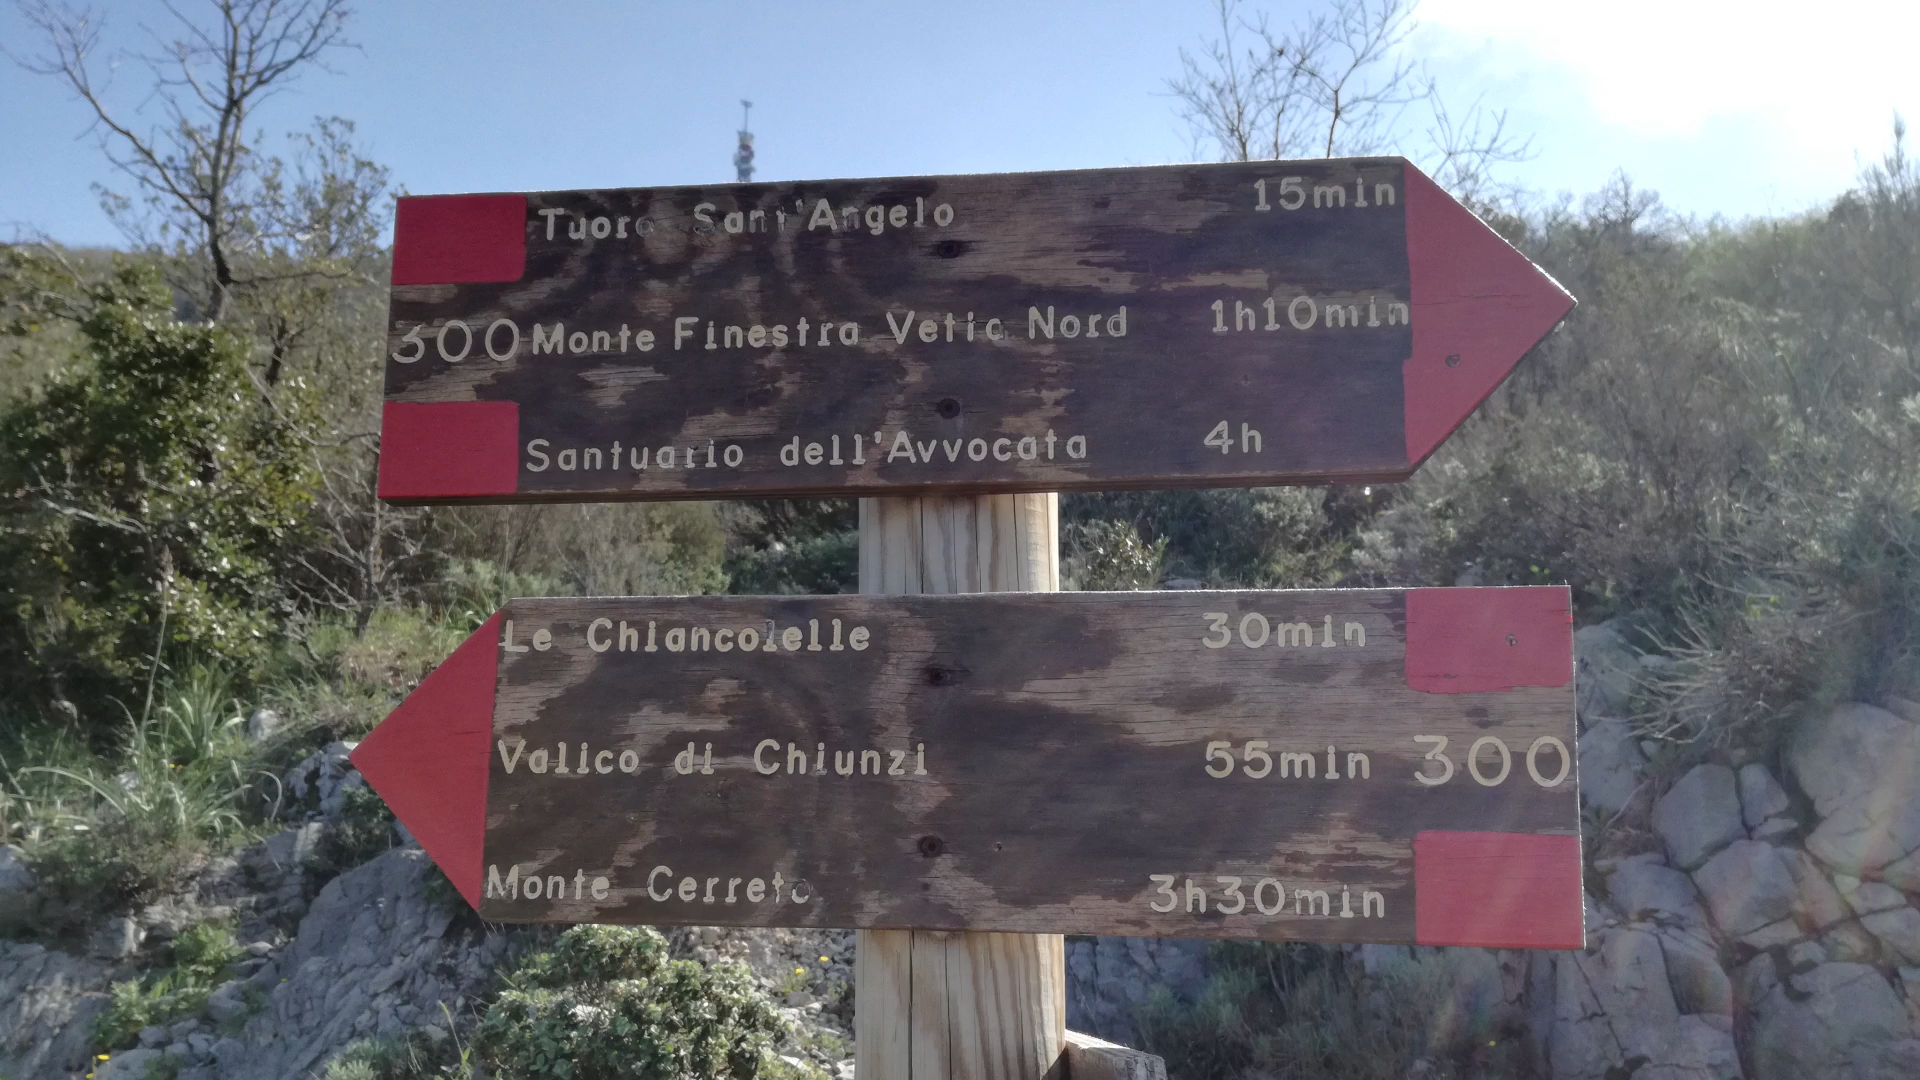 Tuoro Sant'Angelo 15min
300 Monte Finestra Vetta Nord 1h10min
Santuario dell'Avvocata 4h
Le Chiancolelle 30min
Valico di Chiunzi 55min 300
Monte Cerreto 3h30min